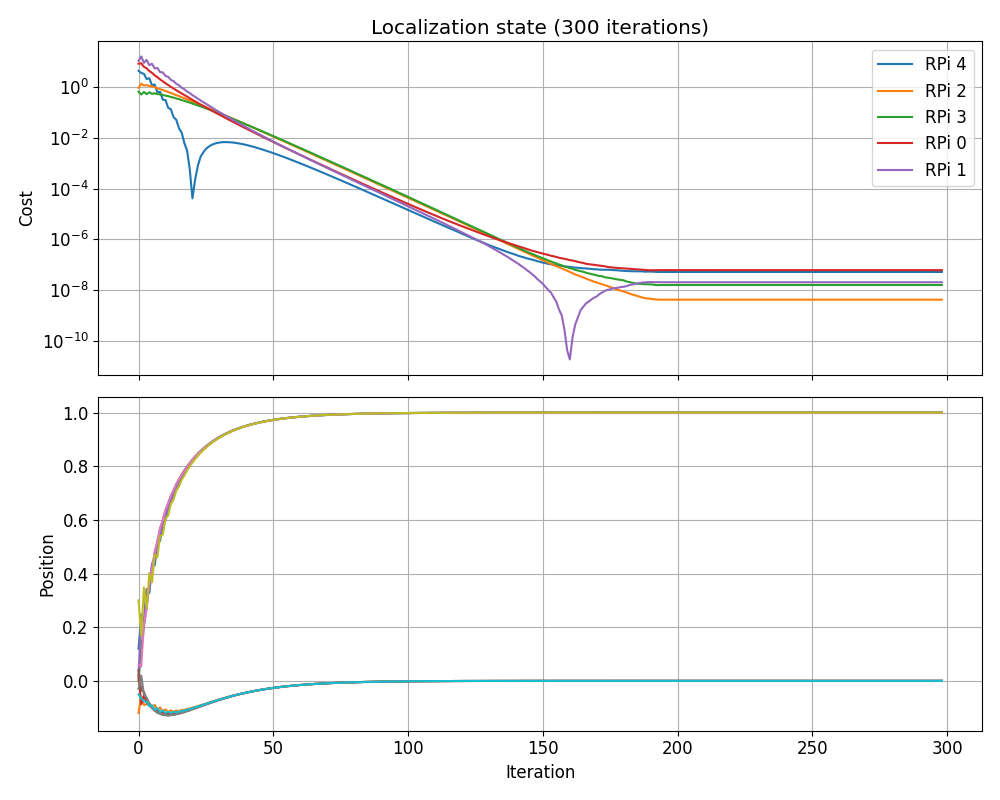 Localization state (300 iterations)
Cost
10^0
10^−2
10^−4
10^−6
10^−8
10^−10
RPi 4
RPi 2
RPi 3
RPi 0
RPi 1
Position
1.0
0.8
0.6
0.4
0.2
0.0
0 50 100 150 200 250 300
Iteration